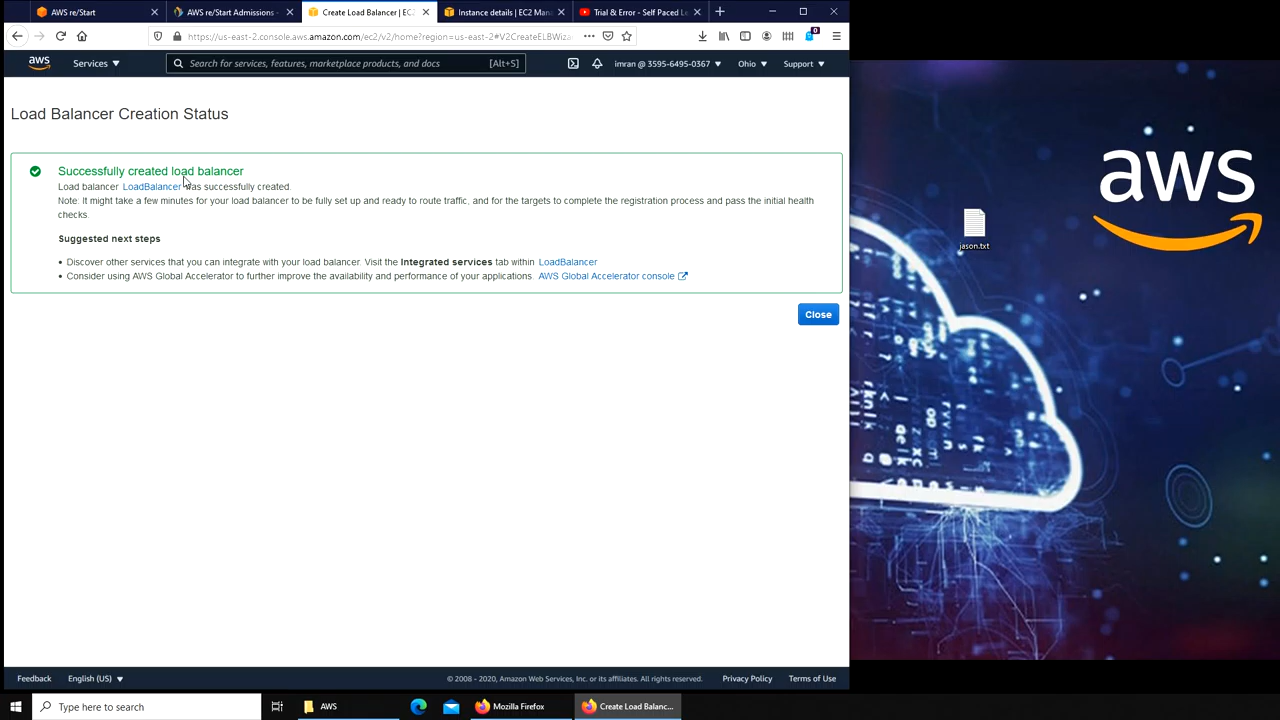 AWS re/Start
AWS re/Start Admissions -
Create Load Balancer | EC2
Instance details | EC2 Man
Trial & Error - Self Paced Le
https://us-east-2.console.aws.amazon.com/ec2/v2/home?region=us-east-2#V2CreateELBWiza
aws
Services
Search for services, features, marketplace products, and docs
[Alt+S]
imran @ 3595-6495-0367
Ohio
Support
Load Balancer Creation Status
Successfully created load balancer
Load balancer LoadBalancer was successfully created.
Note: It might take a few minutes for your load balancer to be fully set up and ready to route traffic, and for the targets to complete the registration process and pass the initial health
checks.
Suggested next steps
Discover other services that you can integrate with your load balancer. Visit the Integrated services tab within LoadBalancer
Consider using AWS Global Accelerator to further improve the availability and performance of your applications. AWS Global Accelerator console
Close
aws
jason.txt
Feedback
English (US)
© 2008 - 2020, Amazon Web Services, Inc. or its affiliates. All rights reserved.
Privacy Policy
Terms of Use
Type here to search
AWS
Mozilla Firefox
Create Load Balanc...